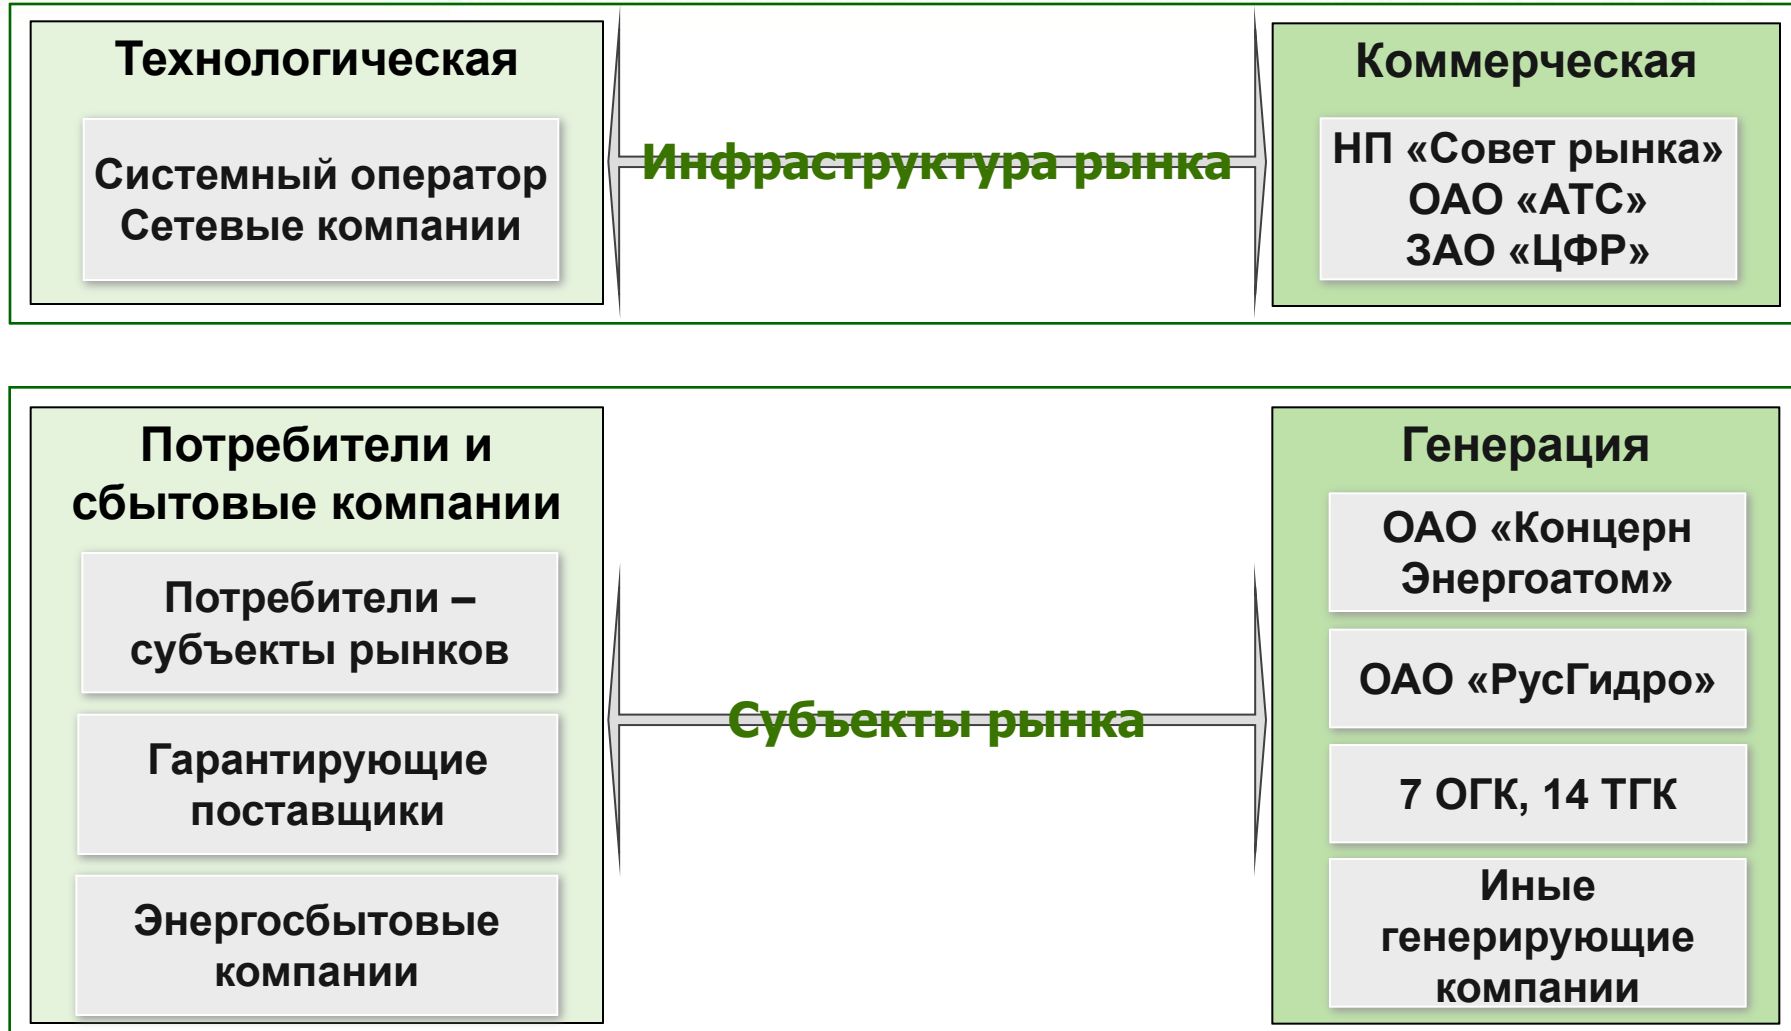 Технологическая
Системный оператор
Сетевые компании
Инфраструктура рынка
Коммерческая
НП «Совет рынка»
ОАО «АТС»
ЗАО «ЦФР»
Потребители и
сбытовые компании
Потребители –
субъекты рынков
Гарантирующие
поставщики
Энергосбытовые
компании
Субъекты рынка
Генерация
ОАО «Концерн
Энергоатом»
ОАО «РусГидро»
7 ОГК, 14 ТГК
Иные
генерирующие
компании